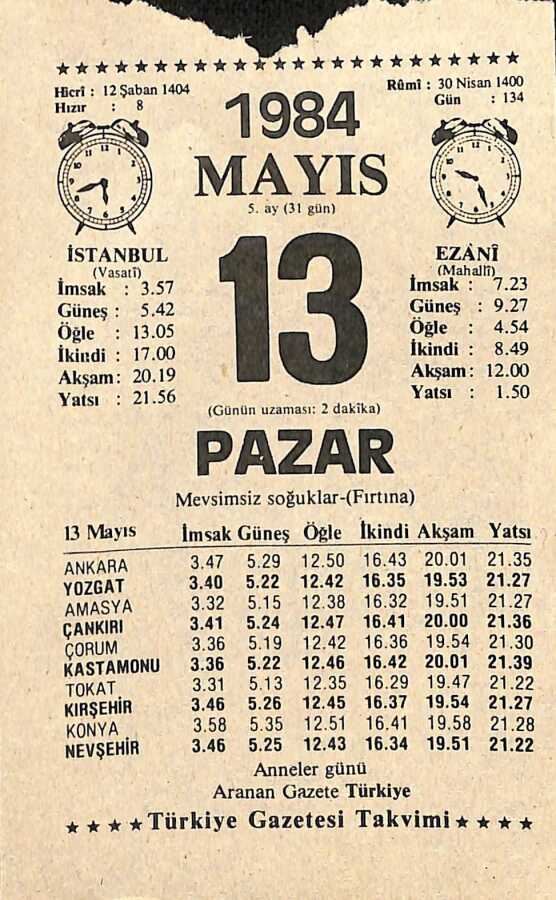 ★★★★★★★★★★★★★★★★★★★★★★★★
Hicrî : 12 Şaban 1404
Hızır : 8
Rûmî : 30 Nisan 1400
Gün : 134
1984
MAYIS
5. ay (31 gün)
13
(Günün uzaması: 2 dakika)
İSTANBUL
(Vasatî)
İmsak : 3.57
Güneş : 5.42
Öğle : 13.05
İkindi : 17.00
Akşam: 20.19
Yatsı : 21.56
EZÂNÎ
(Mahallî)
İmsak : 7.23
Güneş : 9.27
Öğle : 4.54
İkindi : 8.49
Akşam: 12.00
Yatsı : 1.50
PAZAR
Mevsimsiz soğuklar-(Fırtına)
13 Mayıs İmsak Güneş Öğle İkindi Akşam Yatsı
ANKARA 3.47 5.29 12.50 16.43 20.01 21.35
YOZGAT 3.40 5.22 12.42 16.35 19.53 21.27
AMASYA 3.32 5.15 12.38 16.32 19.51 21.27
ÇANKIRI 3.41 5.24 12.47 16.41 20.00 21.36
ÇORUM 3.36 5.19 12.42 16.36 19.54 21.30
KASTAMONU 3.36 5.22 12.46 16.42 20.01 21.39
TOKAT 3.31 5.13 12.35 16.29 19.47 21.22
KIRŞEHİR 3.46 5.26 12.45 16.37 19.54 21.27
KONYA 3.58 5.35 12.51 16.41 19.58 21.28
NEVŞEHİR 3.46 5.25 12.43 16.34 19.51 21.22
Anneler günü
Aranan Gazete Türkiye
★★★★Türkiye Gazetesi Takvimi★★★★